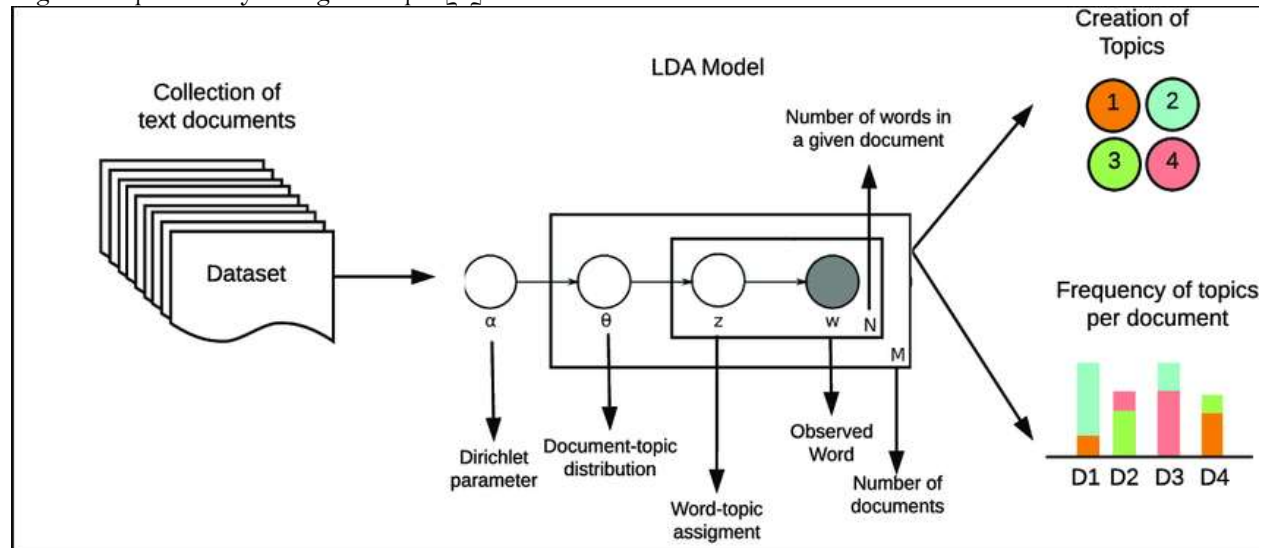 Creation of
Topics
LDA Model
Collection of
text documents
Number of words in
a given document
1
2
3
4
Dataset
α
θ
z
w
N
M
Frequency of topics
per document
Dirichlet
parameter
Document-topic
distribution
Word-topic
assigment
Observed
Word
Number of
documents
D1 D2 D3 D4